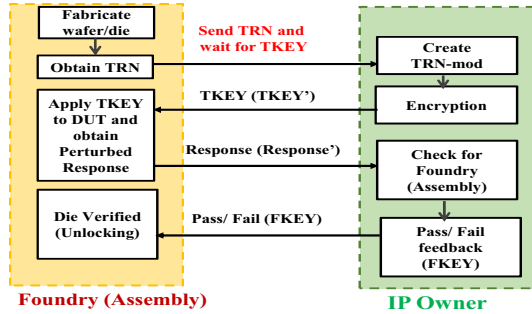 Fabricate
wafer/die
Send TRN and
wait for TKEY
Obtain TRN
Create
TRN-mod
Encryption
TKEY (TKEY’)
Apply TKEY
to DUT and
obtain
Perturbed
Response
Response (Response’)
Check for
Foundry
(Assembly)
Die Verified
(Unlocking)
Pass/ Fail (FKEY)
Pass/ Fail
feedback
(FKEY)
Foundry (Assembly)
IP Owner